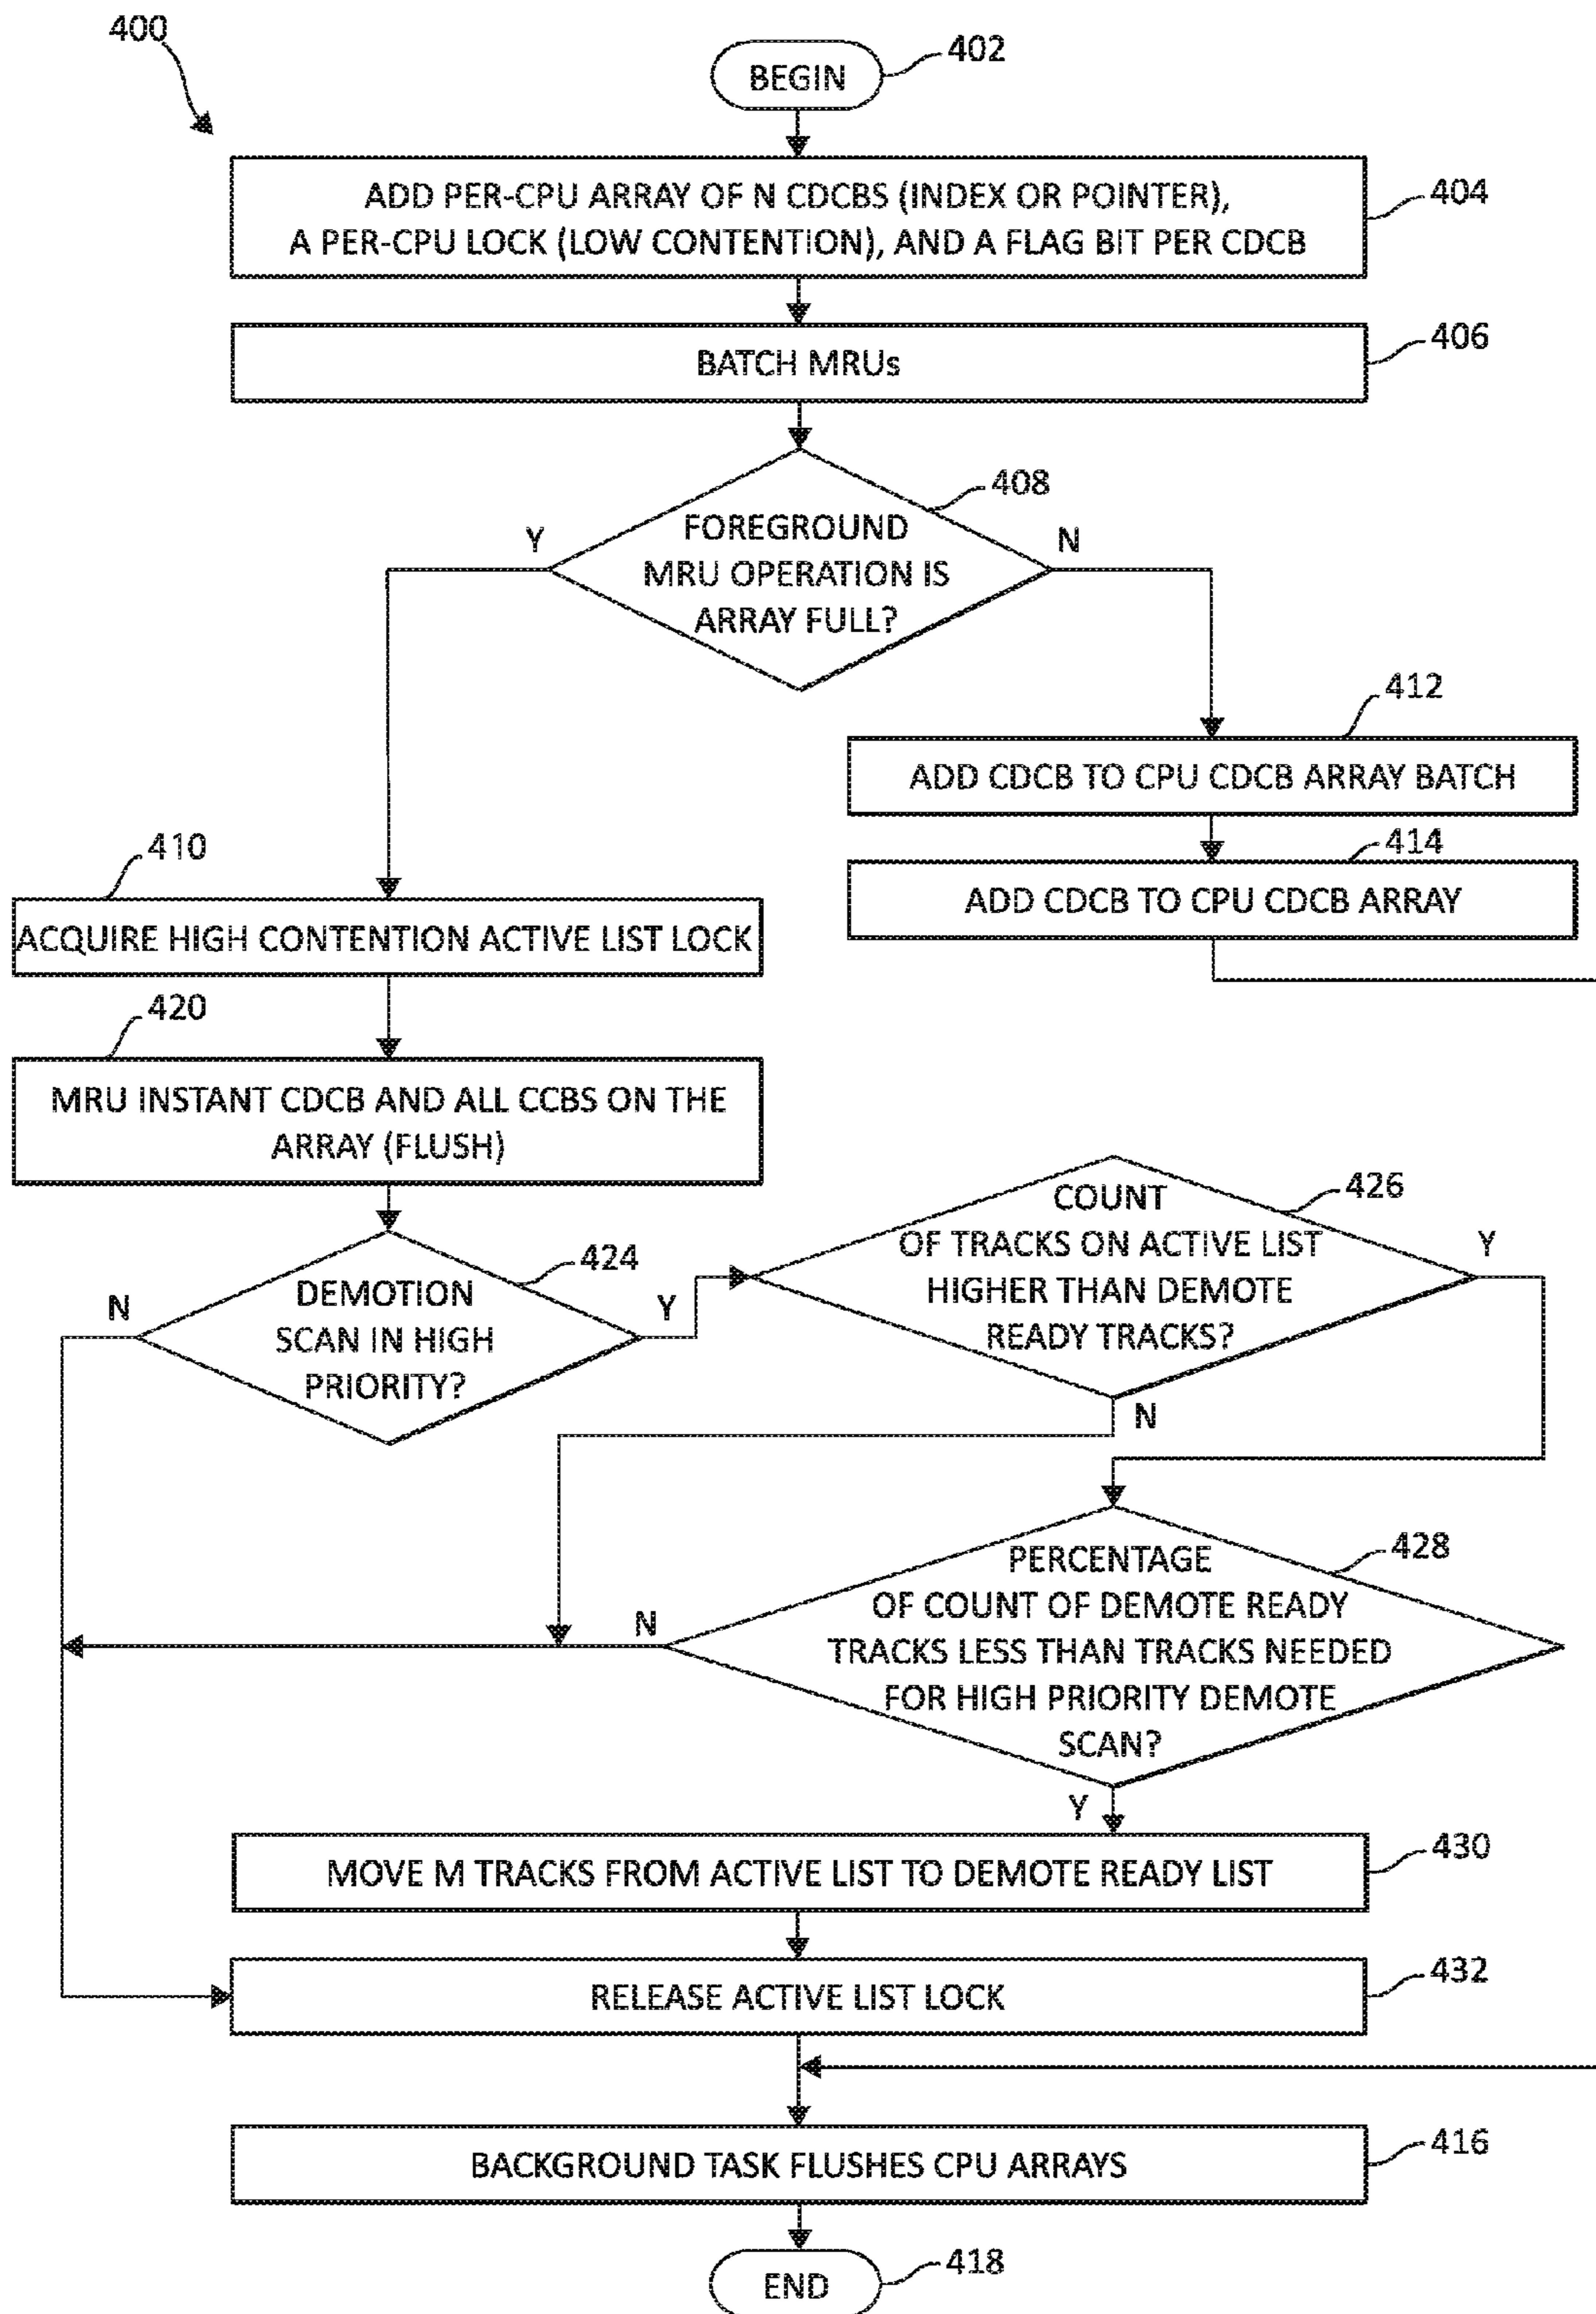 400
BEGIN
402
ADD PER-CPU ARRAY OF N CDCBS (INDEX OR POINTER),
A PER-CPU LOCK (LOW CONTENTION), AND A FLAG BIT PER CDCB
404
BATCH MRUs
406
408
FOREGROUND
MRU OPERATION IS
ARRAY FULL?
Y
N
412
ADD CDCB TO CPU CDCB ARRAY BATCH
414
ADD CDCB TO CPU CDCB ARRAY
410
ACQUIRE HIGH CONTENTION ACTIVE LIST LOCK
420
MRU INSTANT CDCB AND ALL CCBS ON THE
ARRAY (FLUSH)
424
DEMOTION
SCAN IN HIGH
PRIORITY?
N
Y
426
COUNT
OF TRACKS ON ACTIVE LIST
HIGHER THAN DEMOTE
READY TRACKS?
Y
N
428
PERCENTAGE
OF COUNT OF DEMOTE READY
TRACKS LESS THAN TRACKS NEEDED
FOR HIGH PRIORITY DEMOTE
SCAN?
N
Y
MOVE M TRACKS FROM ACTIVE LIST TO DEMOTE READY LIST
430
RELEASE ACTIVE LIST LOCK
432
BACKGROUND TASK FLUSHES CPU ARRAYS
416
END
418